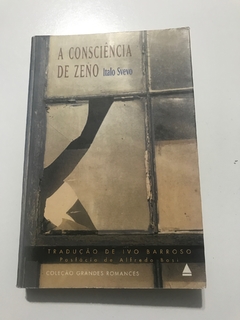 A CONSCIÊNCIA
DE ZENO Italo Svevo
TRADUÇÃO DE IVO BARROSO
Posfácio de Alfredo Bosi
COLEÇÃO GRANDES ROMANCES